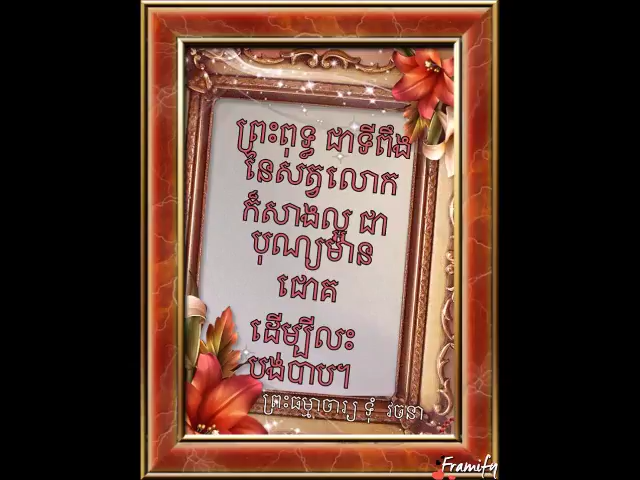 ព្រះពុទ្ធ ជាទីពឹង
នៃសត្វលោក
ក៏សាងល្អ ជា
បុណ្យមាន
ជោគ
ដើម្បីលះ
បង់បាប។
ព្រះធម្មាចារ្យ ទុំ វចនា
Framify